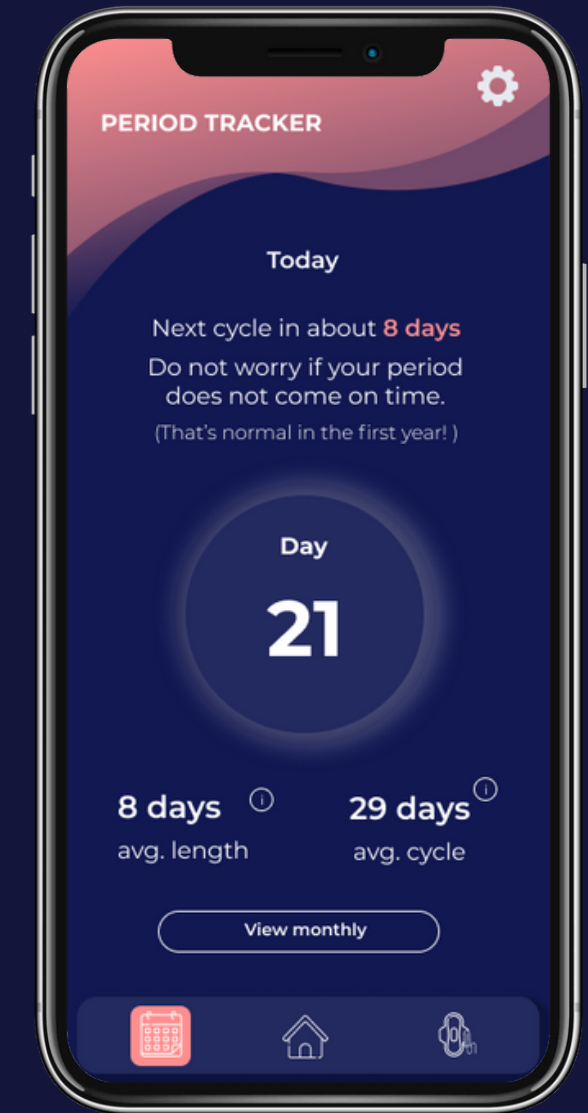 PERIOD TRACKER
Today
Next cycle in about 8 days
Do not worry if your period
does not come on time.
(That's normal in the first year! )
Day
21
8 days
29 days
avg. length
avg. cycle
View monthly